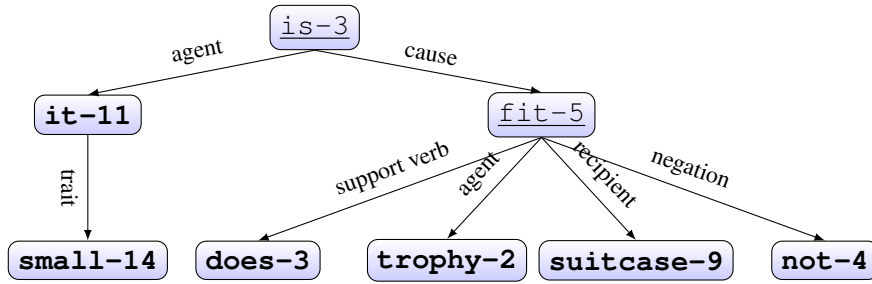 is-3
agent
cause
it-11
fit-5
trait
support verb
agent
recipient
negation
small-14
does-3
trophy-2
suitcase-9
not-4